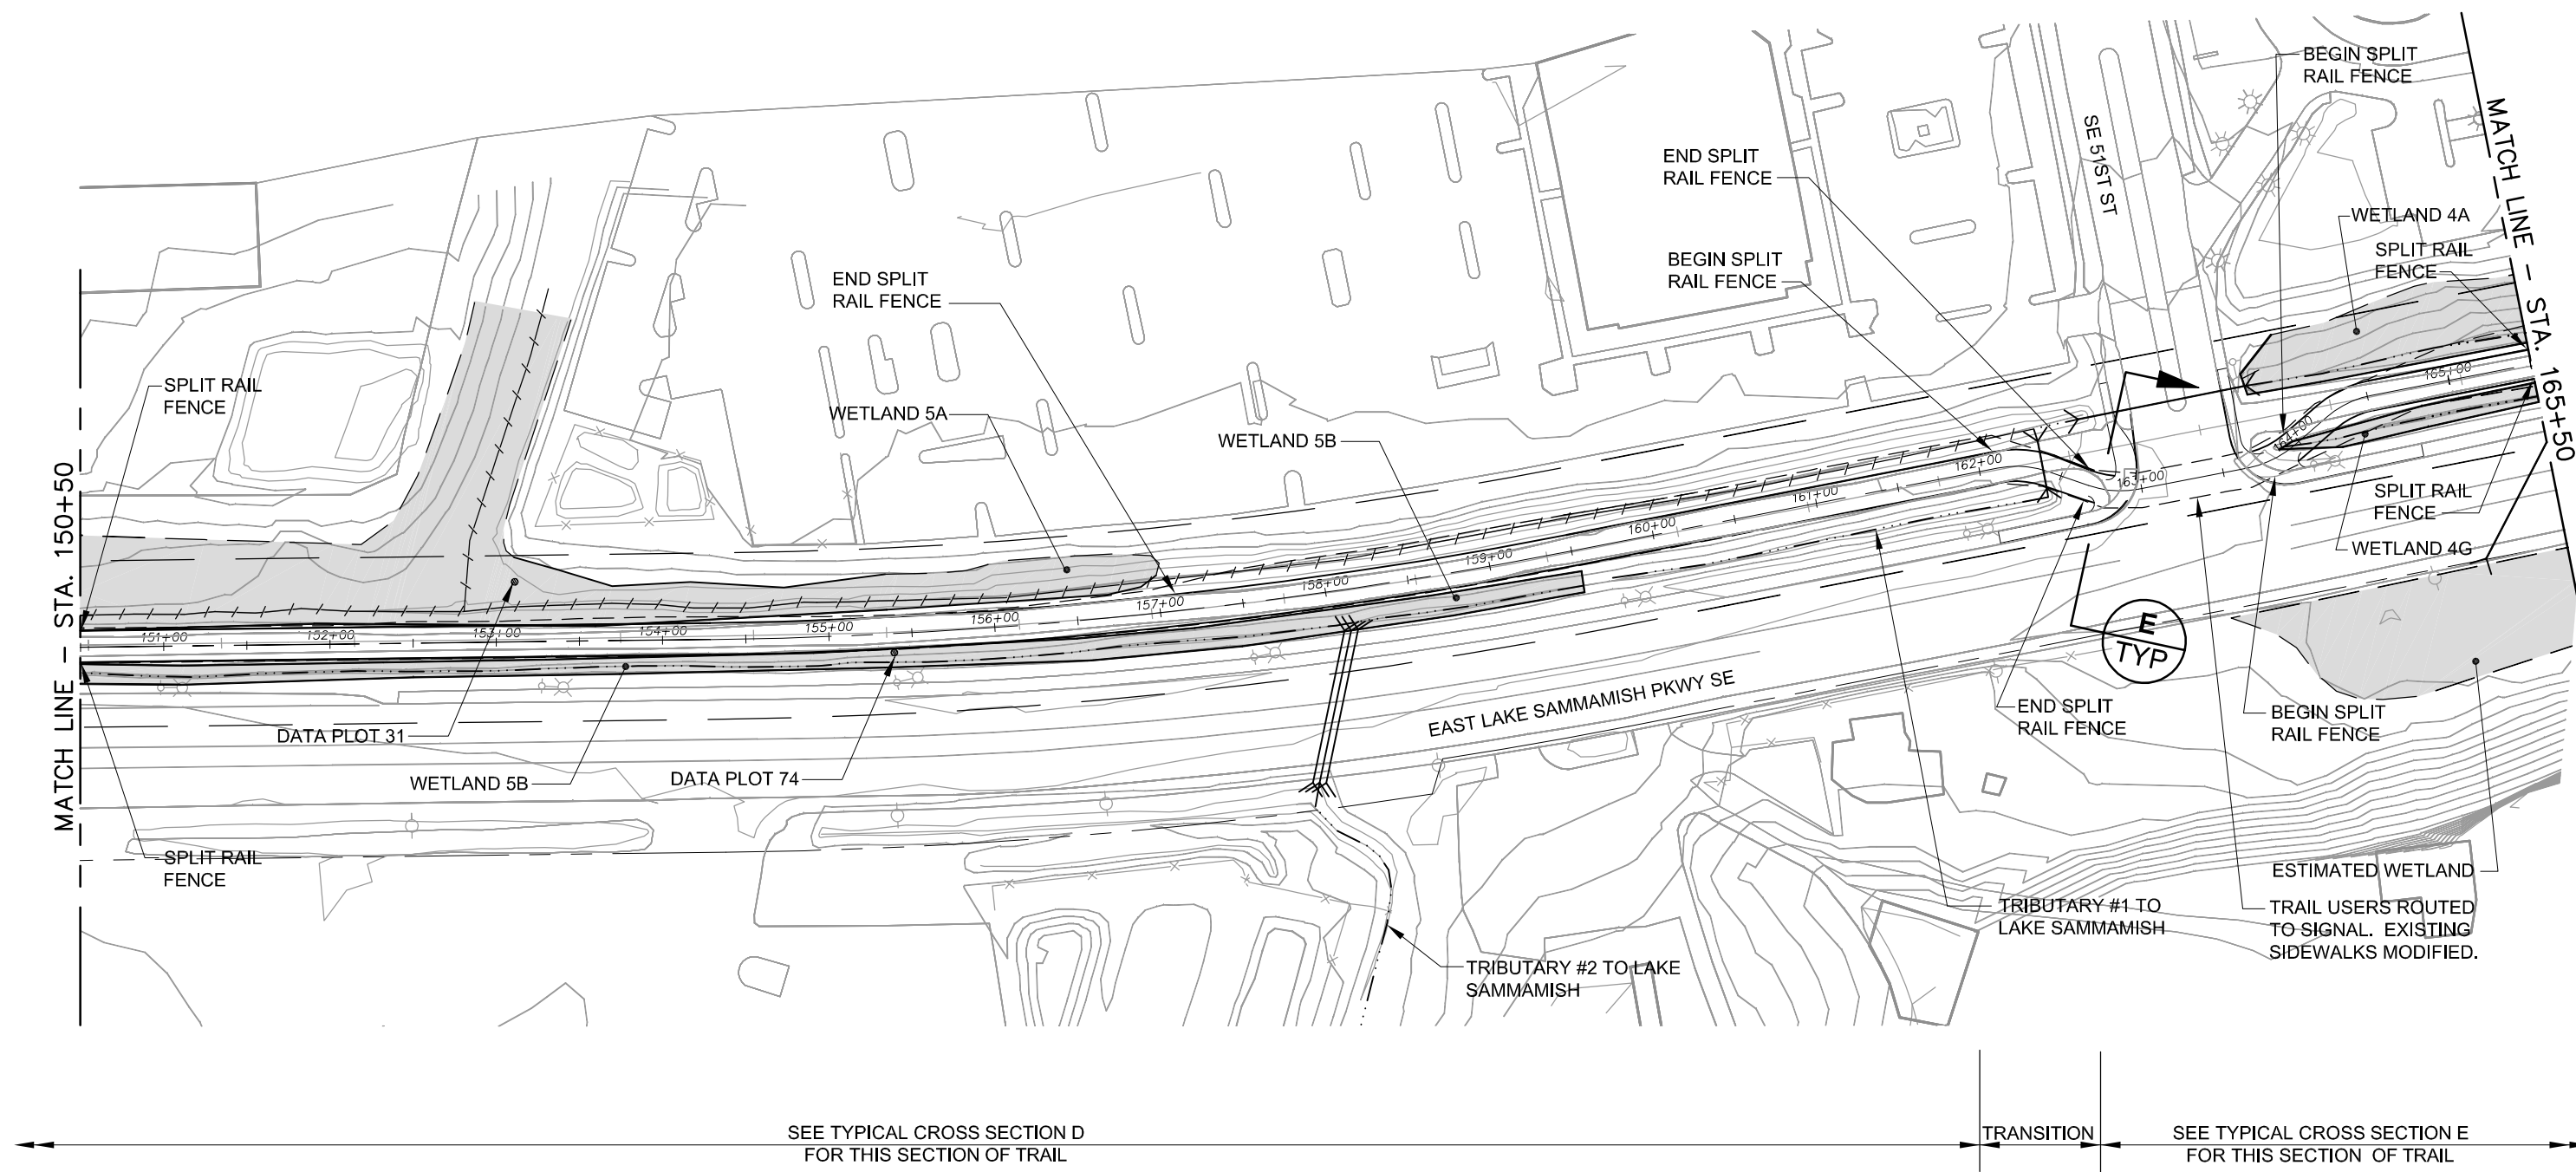 BEGIN SPLIT
RAIL FENCE
MATCH LINE – STA. 165+50
SE 51ST ST
END SPLIT
RAIL FENCE
WETLAND 4A
SPLIT RAIL
FENCE
BEGIN SPLIT
RAIL FENCE
END SPLIT
RAIL FENCE
SPLIT RAIL
FENCE
WETLAND 5A
WETLAND 5B
MATCH LINE – STA. 150+50
151+00
152+00
153+00
154+00
155+00
156+00
157+00
158+00
159+00
160+00
161+00
162+00
163+00
164+00
165+00
SPLIT RAIL
FENCE
WETLAND 4G
E
TYP
EAST LAKE SAMMAMISH PKWY SE
END SPLIT
RAIL FENCE
BEGIN SPLIT
RAIL FENCE
DATA PLOT 31
WETLAND 5B
DATA PLOT 74
SPLIT RAIL
FENCE
ESTIMATED WETLAND
TRIBUTARY #1 TO
LAKE SAMMAMISH
TRAIL USERS ROUTED
TO SIGNAL. EXISTING
SIDEWALKS MODIFIED.
TRIBUTARY #2 TO LAKE
SAMMAMISH
SEE TYPICAL CROSS SECTION D
FOR THIS SECTION OF TRAIL
TRANSITION
SEE TYPICAL CROSS SECTION E
FOR THIS SECTION OF TRAIL